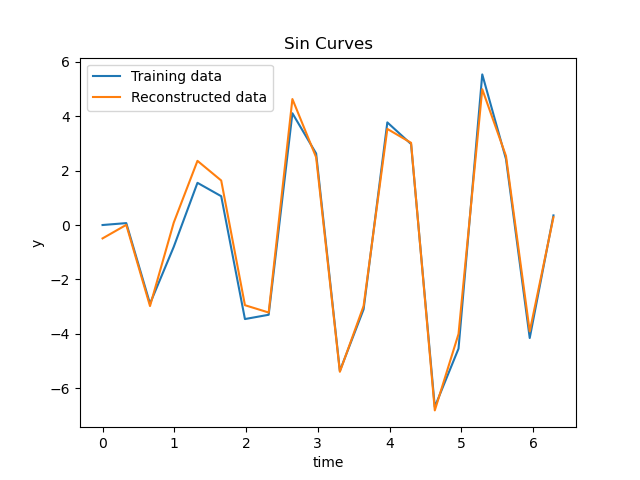 Sin Curves
Training data
Reconstructed data
6
4
2
0
−2
−4
−6
y
0 1 2 3 4 5 6
time